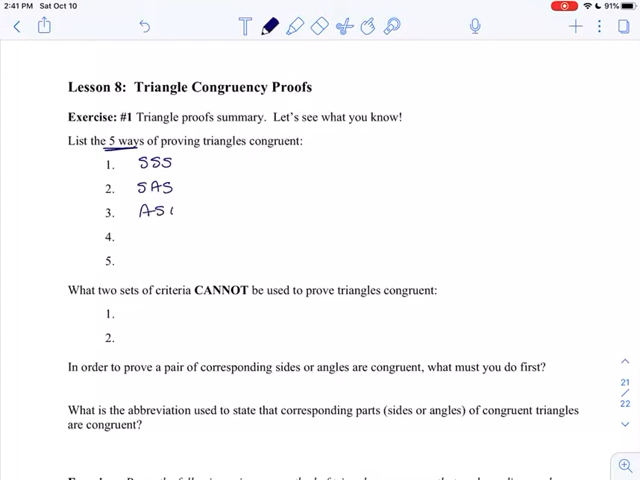 2:41 PM Sat Oct 10
91%
Lesson 8: Triangle Congruency Proofs
Exercise: #1 Triangle proofs summary. Let's see what you know!
List the 5 ways of proving triangles congruent:
1. SSS
2. SAS
3. AS
4.
5.
What two sets of criteria CANNOT be used to prove triangles congruent:
1.
2.
In order to prove a pair of corresponding sides or angles are congruent, what must you do first?
21
/
22
What is the abbreviation used to state that corresponding parts (sides or angles) of congruent triangles
are congruent?